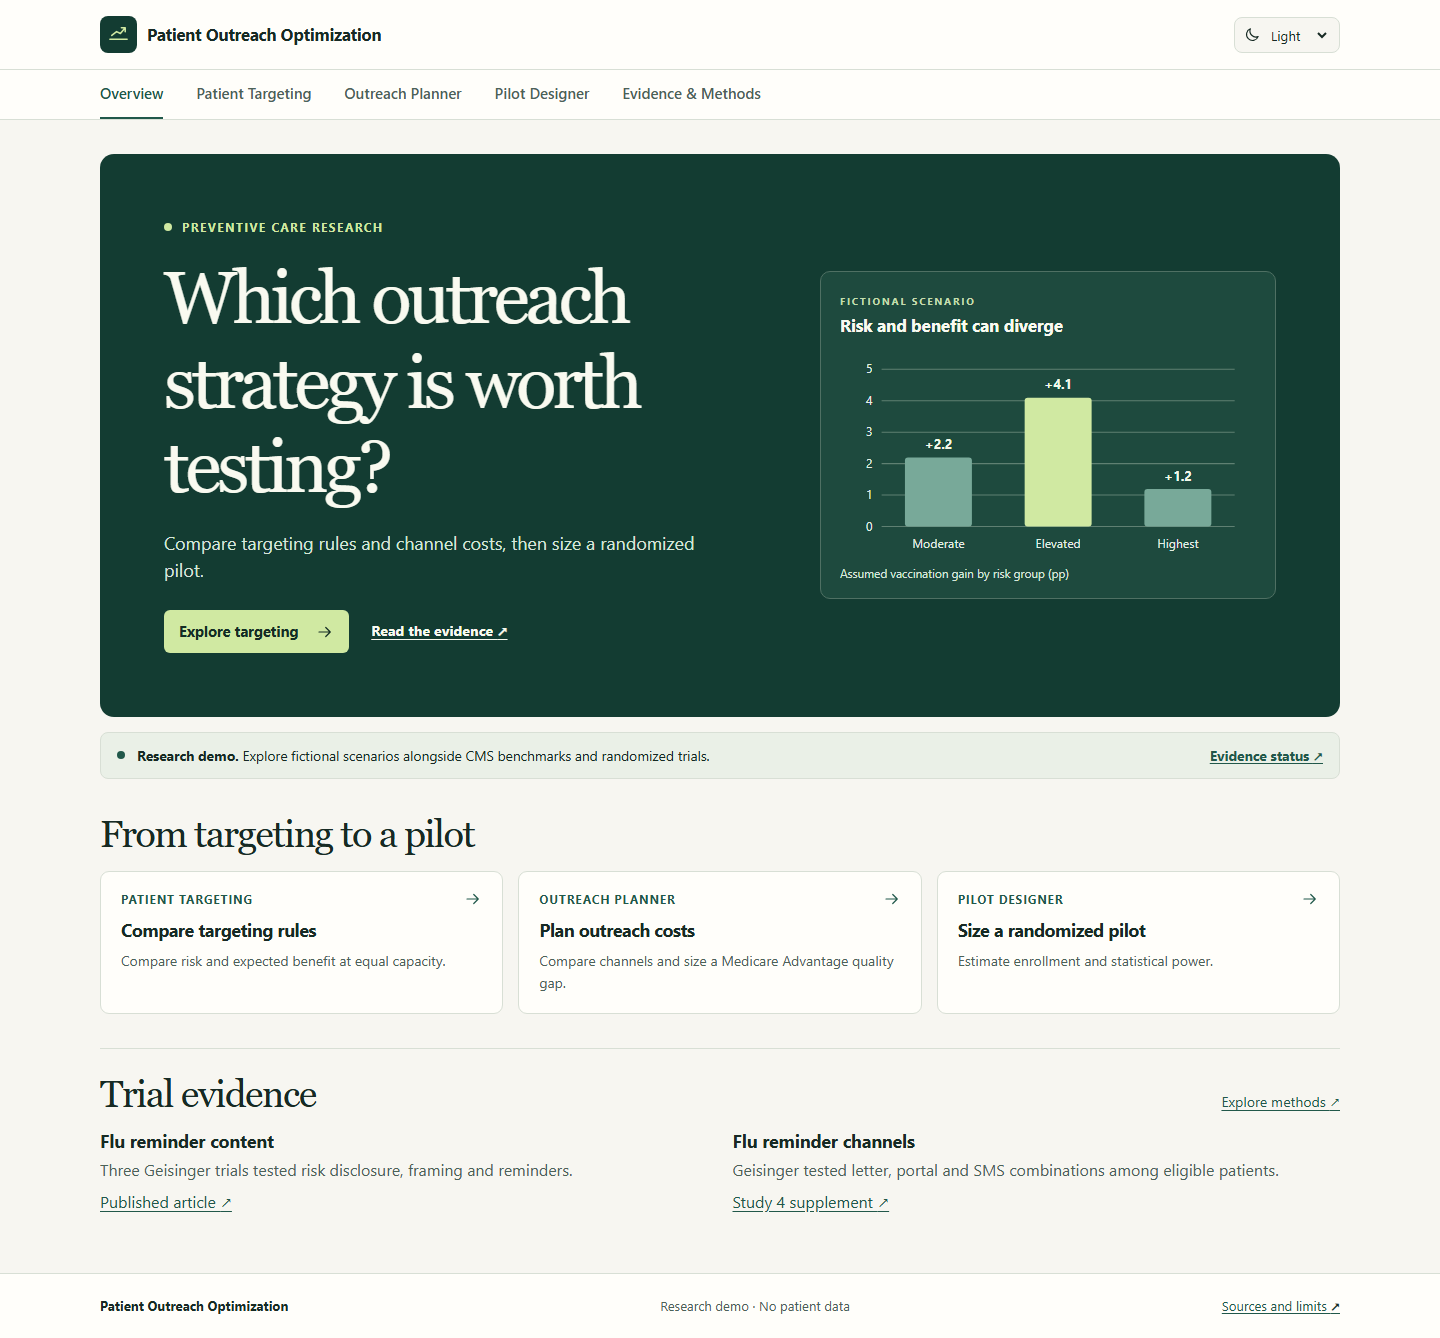 Patient Outreach Optimization
Light
Overview
Patient Targeting
Outreach Planner
Pilot Designer
Evidence & Methods
PREVENTIVE CARE RESEARCH
Which outreach
strategy is worth
testing?
Compare targeting rules and channel costs, then size a randomized
pilot.
Explore targeting →
Read the evidence ↗
FICTIONAL SCENARIO
Risk and benefit can diverge
5
4
3
2
1
0
+2.2
+4.1
+1.2
Moderate
Elevated
Highest
Assumed vaccination gain by risk group (pp)
Research demo. Explore fictional scenarios alongside CMS benchmarks and randomized trials.
Evidence status ↗
From targeting to a pilot
PATIENT TARGETING →
Compare targeting rules
Compare risk and expected benefit at equal capacity.
OUTREACH PLANNER →
Plan outreach costs
Compare channels and size a Medicare Advantage quality
gap.
PILOT DESIGNER →
Size a randomized pilot
Estimate enrollment and statistical power.
Trial evidence
Explore methods ↗
Flu reminder content
Three Geisinger trials tested risk disclosure, framing and reminders.
Published article ↗
Flu reminder channels
Geisinger tested letter, portal and SMS combinations among eligible patients.
Study 4 supplement ↗
Patient Outreach Optimization
Research demo · No patient data
Sources and limits ↗